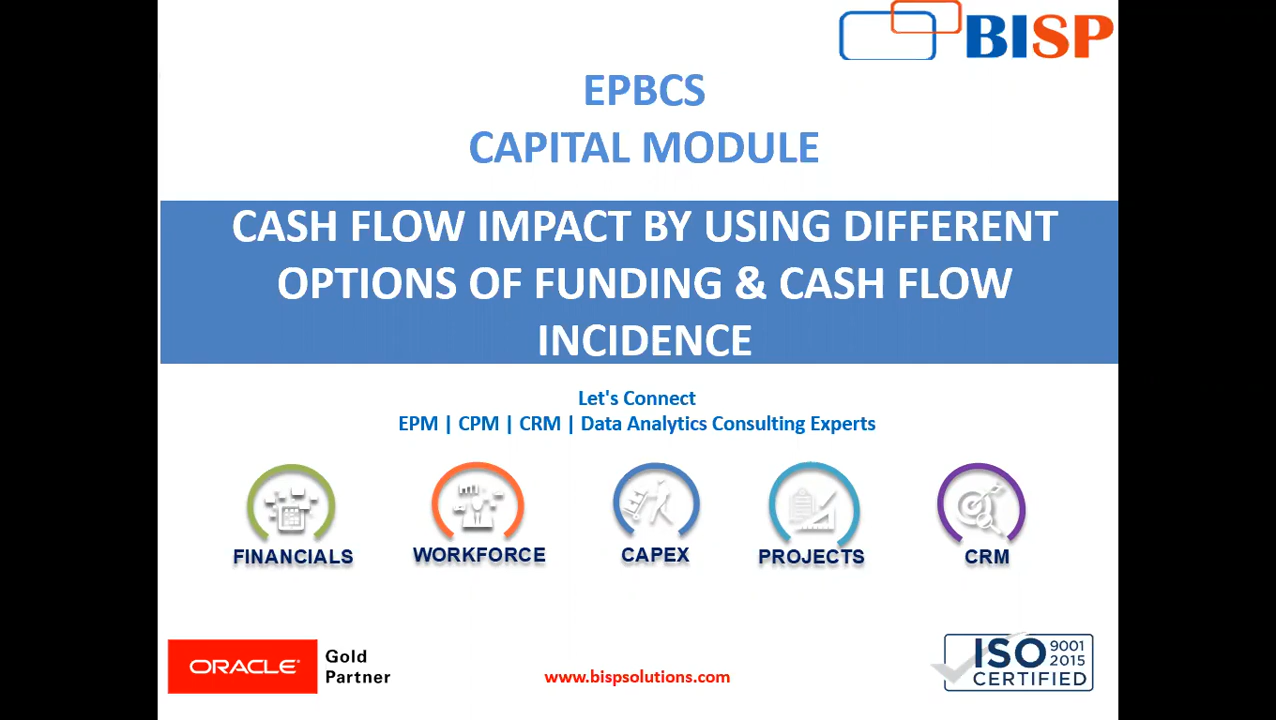 BISP
EPBCS
CAPITAL MODULE
CASH FLOW IMPACT BY USING DIFFERENT
OPTIONS OF FUNDING & CASH FLOW
INCIDENCE
Let's Connect
EPM | CPM | CRM | Data Analytics Consulting Experts
FINANCIALS WORKFORCE CAPEX PROJECTS CRM
ORACLE Gold Partner
www.bispsolutions.com
ISO 9001 2015
CERTIFIED